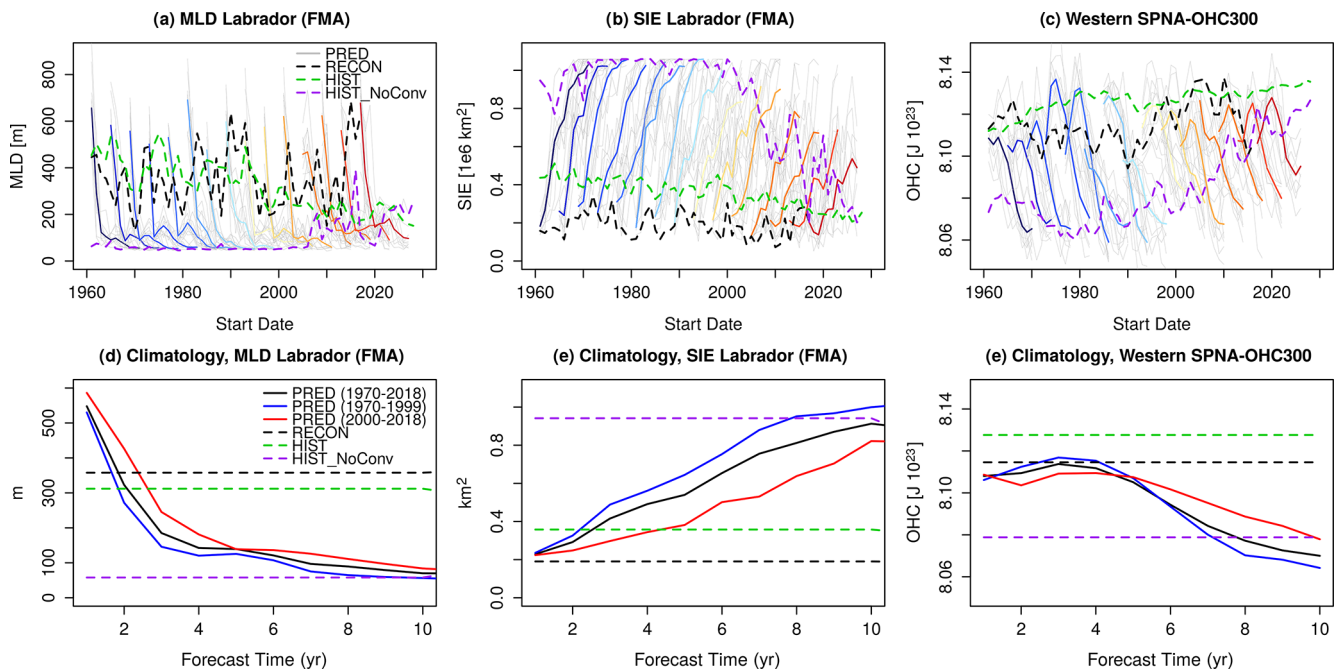 (a) MLD Labrador (FMA)
PRED
RECON
HIST
HIST_NoConv
MLD [m]
0 200 400 600 800
1960 1980 2000 2020
Start Date
(b) SIE Labrador (FMA)
SIE [1e6 km²]
0.0 0.4 0.8
1960 1980 2000 2020
Start Date
(c) Western SPNA-OHC300
OHC [J 10²³]
8.06 8.10 8.14
1960 1980 2000 2020
Start Date
(d) Climatology, MLD Labrador (FMA)
PRED (1970-2018)
PRED (1970-1999)
PRED (2000-2018)
RECON
HIST
HIST_NoConv
m
0 100 300 500
2 4 6 8 10
Forecast Time (yr)
(e) Climatology, SIE Labrador (FMA)
km²
0.0 0.4 0.8
2 4 6 8 10
Forecast Time (yr)
(e) Climatology, Western SPNA-OHC300
OHC [J 10²³]
8.06 8.10 8.14
2 4 6 8 10
Forecast Time (yr)